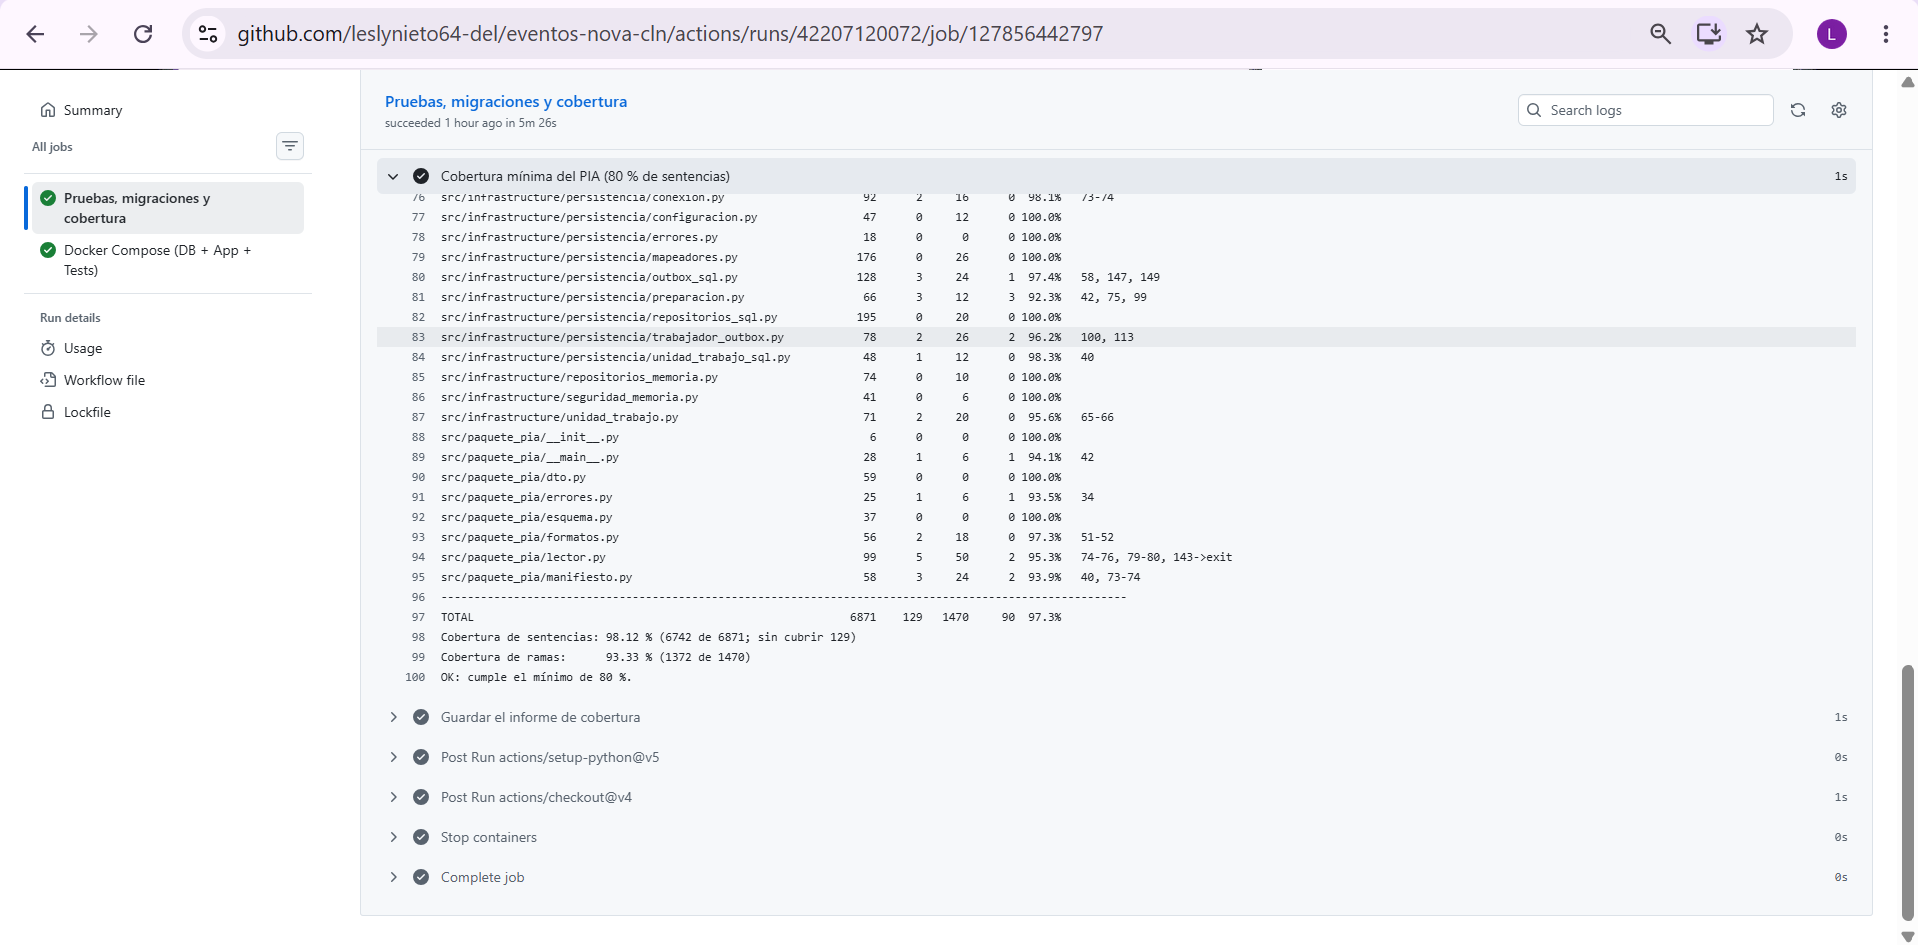 github.com/leslynieto64-del/eventos-nova-cln/actions/runs/42207120072/job/127856442797
L
Summary
All jobs
Pruebas, migraciones y
cobertura
Docker Compose (DB + App +
Tests)
Run details
Usage
Workflow file
Lockfile
Pruebas, migraciones y cobertura
succeeded 1 hour ago in 5m 26s
Search logs
Cobertura mínima del PIA (80 % de sentencias) 1s
76 src/infrastructure/persistencia/conexion.py 92 2 16 0 98.1% 73-74
77 src/infrastructure/persistencia/configuracion.py 47 0 12 0 100.0%
78 src/infrastructure/persistencia/errores.py 18 0 0 0 100.0%
79 src/infrastructure/persistencia/mapeadores.py 176 0 26 0 100.0%
80 src/infrastructure/persistencia/outbox_sql.py 128 3 24 1 97.4% 58, 147, 149
81 src/infrastructure/persistencia/preparacion.py 66 3 12 3 92.3% 42, 75, 99
82 src/infrastructure/persistencia/repositorios_sql.py 195 0 20 0 100.0%
83 src/infrastructure/persistencia/trabajador_outbox.py 78 2 26 2 96.2% 100, 113
84 src/infrastructure/persistencia/unidad_trabajo_sql.py 48 1 12 0 98.3% 40
85 src/infrastructure/repositorios_memoria.py 74 0 10 0 100.0%
86 src/infrastructure/seguridad_memoria.py 41 0 6 0 100.0%
87 src/infrastructure/unidad_trabajo.py 71 2 20 0 95.6% 65-66
88 src/paquete_pia/__init__.py 6 0 0 0 100.0%
89 src/paquete_pia/__main__.py 28 1 6 1 94.1% 42
90 src/paquete_pia/dto.py 59 0 0 0 100.0%
91 src/paquete_pia/errores.py 25 1 6 1 93.5% 34
92 src/paquete_pia/esquema.py 37 0 0 0 100.0%
93 src/paquete_pia/formatos.py 56 2 18 0 97.3% 51-52
94 src/paquete_pia/lector.py 99 5 50 2 95.3% 74-76, 79-80, 143->exit
95 src/paquete_pia/manifiesto.py 58 3 24 2 93.9% 40, 73-74
96 --------------------------------------------------------------------------------------------------------
97 TOTAL 6871 129 1470 90 97.3%
98 Cobertura de sentencias: 98.12 % (6742 de 6871; sin cubrir 129)
99 Cobertura de ramas: 93.33 % (1372 de 1470)
100 OK: cumple el mínimo de 80 %.
Guardar el informe de cobertura 1s
Post Run actions/setup-python@v5 0s
Post Run actions/checkout@v4 1s
Stop containers 0s
Complete job 0s